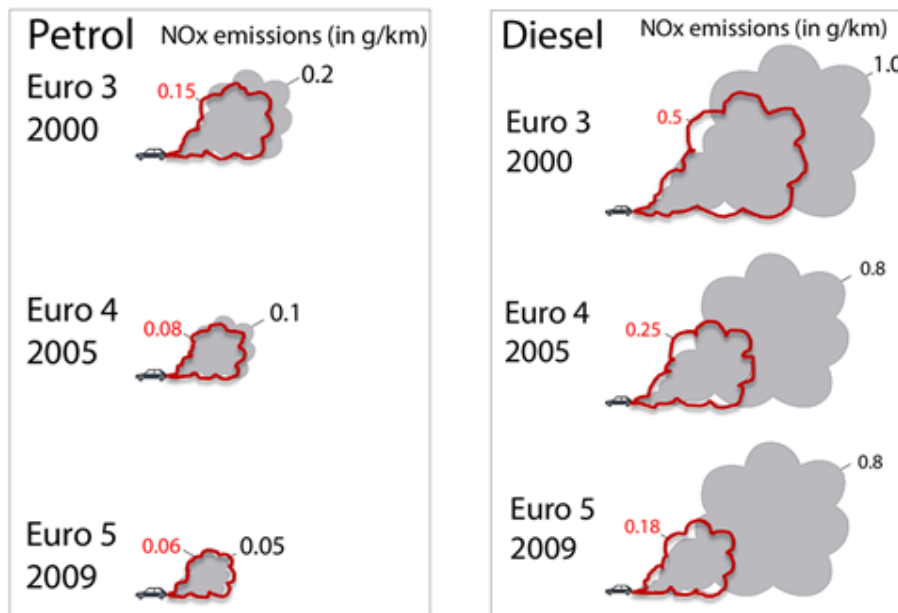 Petrol NOx emissions (in g/km)
Euro 3
2000
0.15
0.2
Euro 4
2005
0.08
0.1
Euro 5
2009
0.06
0.05
Diesel NOx emissions (in g/km)
Euro 3
2000
0.5
1.0
Euro 4
2005
0.25
0.8
Euro 5
2009
0.18
0.8